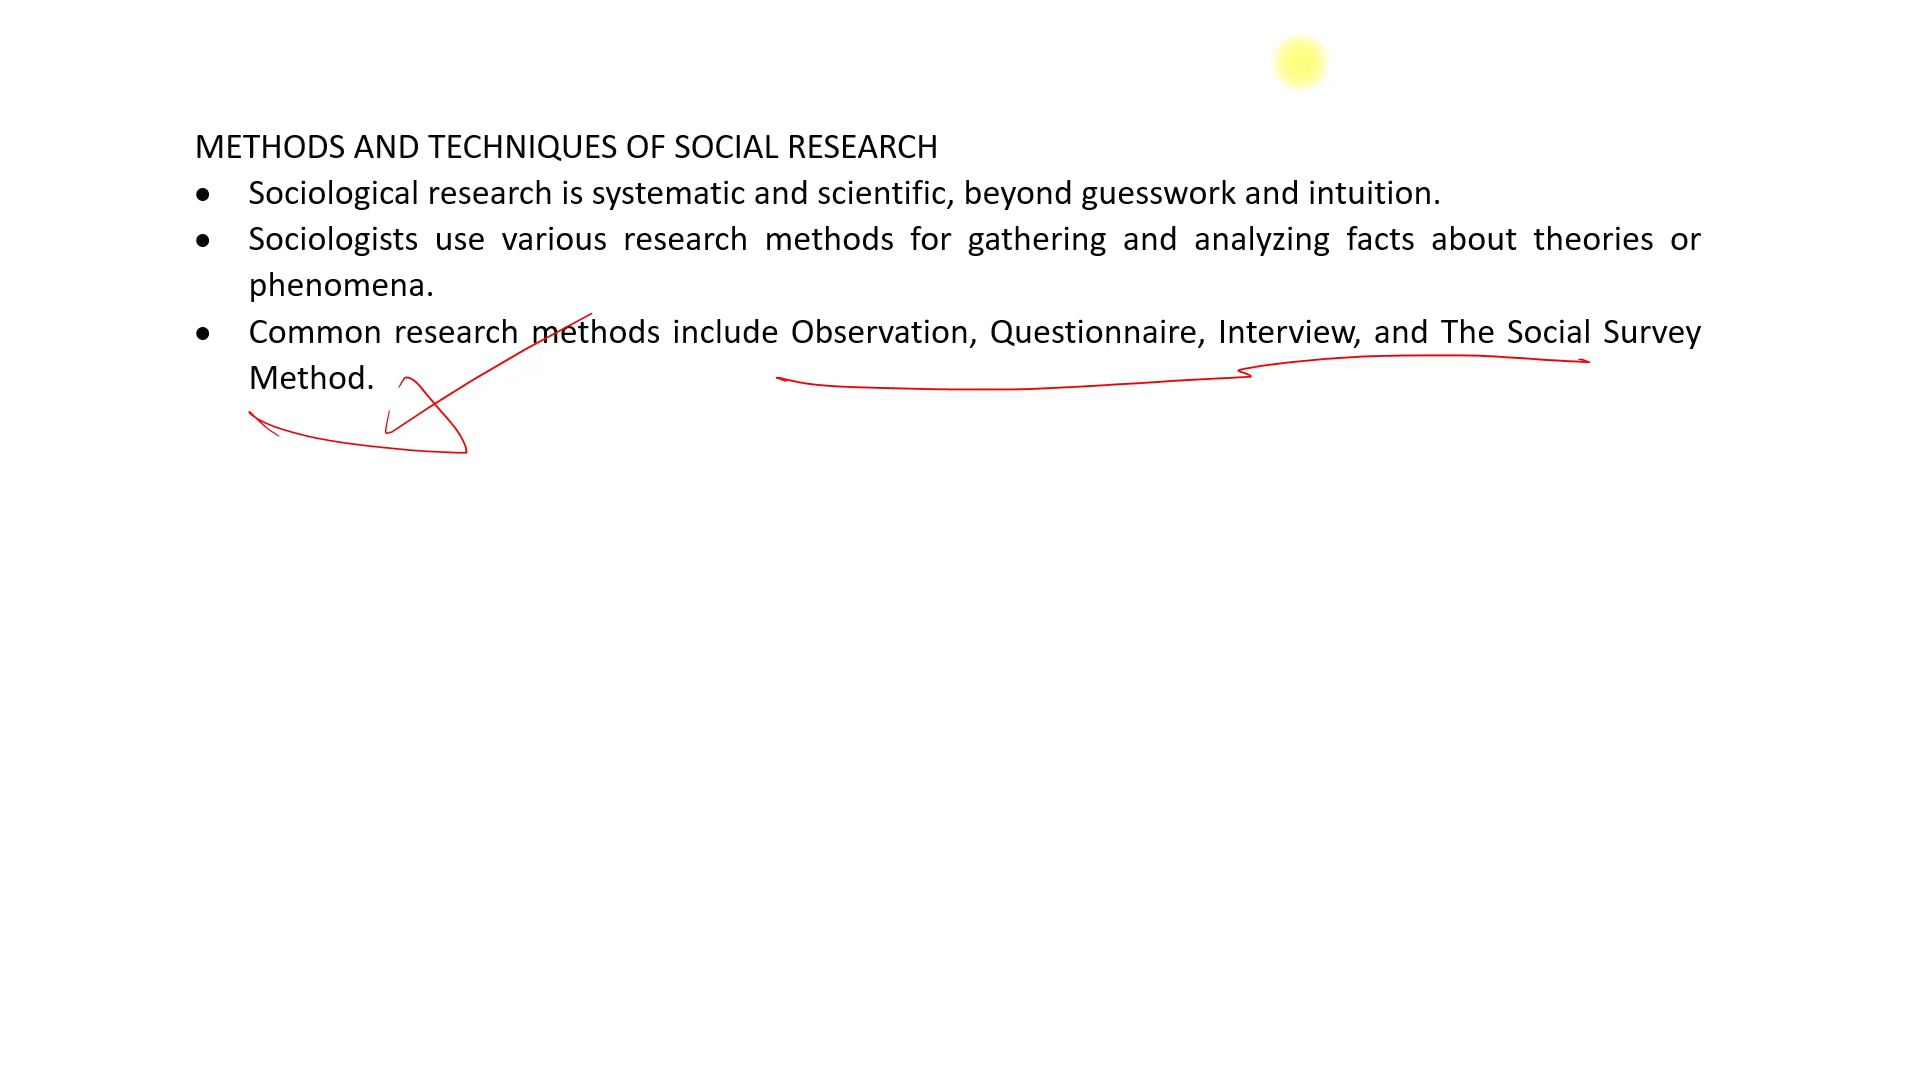 METHODS AND TECHNIQUES OF SOCIAL RESEARCH
● Sociological research is systematic and scientific, beyond guesswork and intuition.
● Sociologists use various research methods for gathering and analyzing facts about theories or
phenomena.
● Common research methods include Observation, Questionnaire, Interview, and The Social Survey
Method.